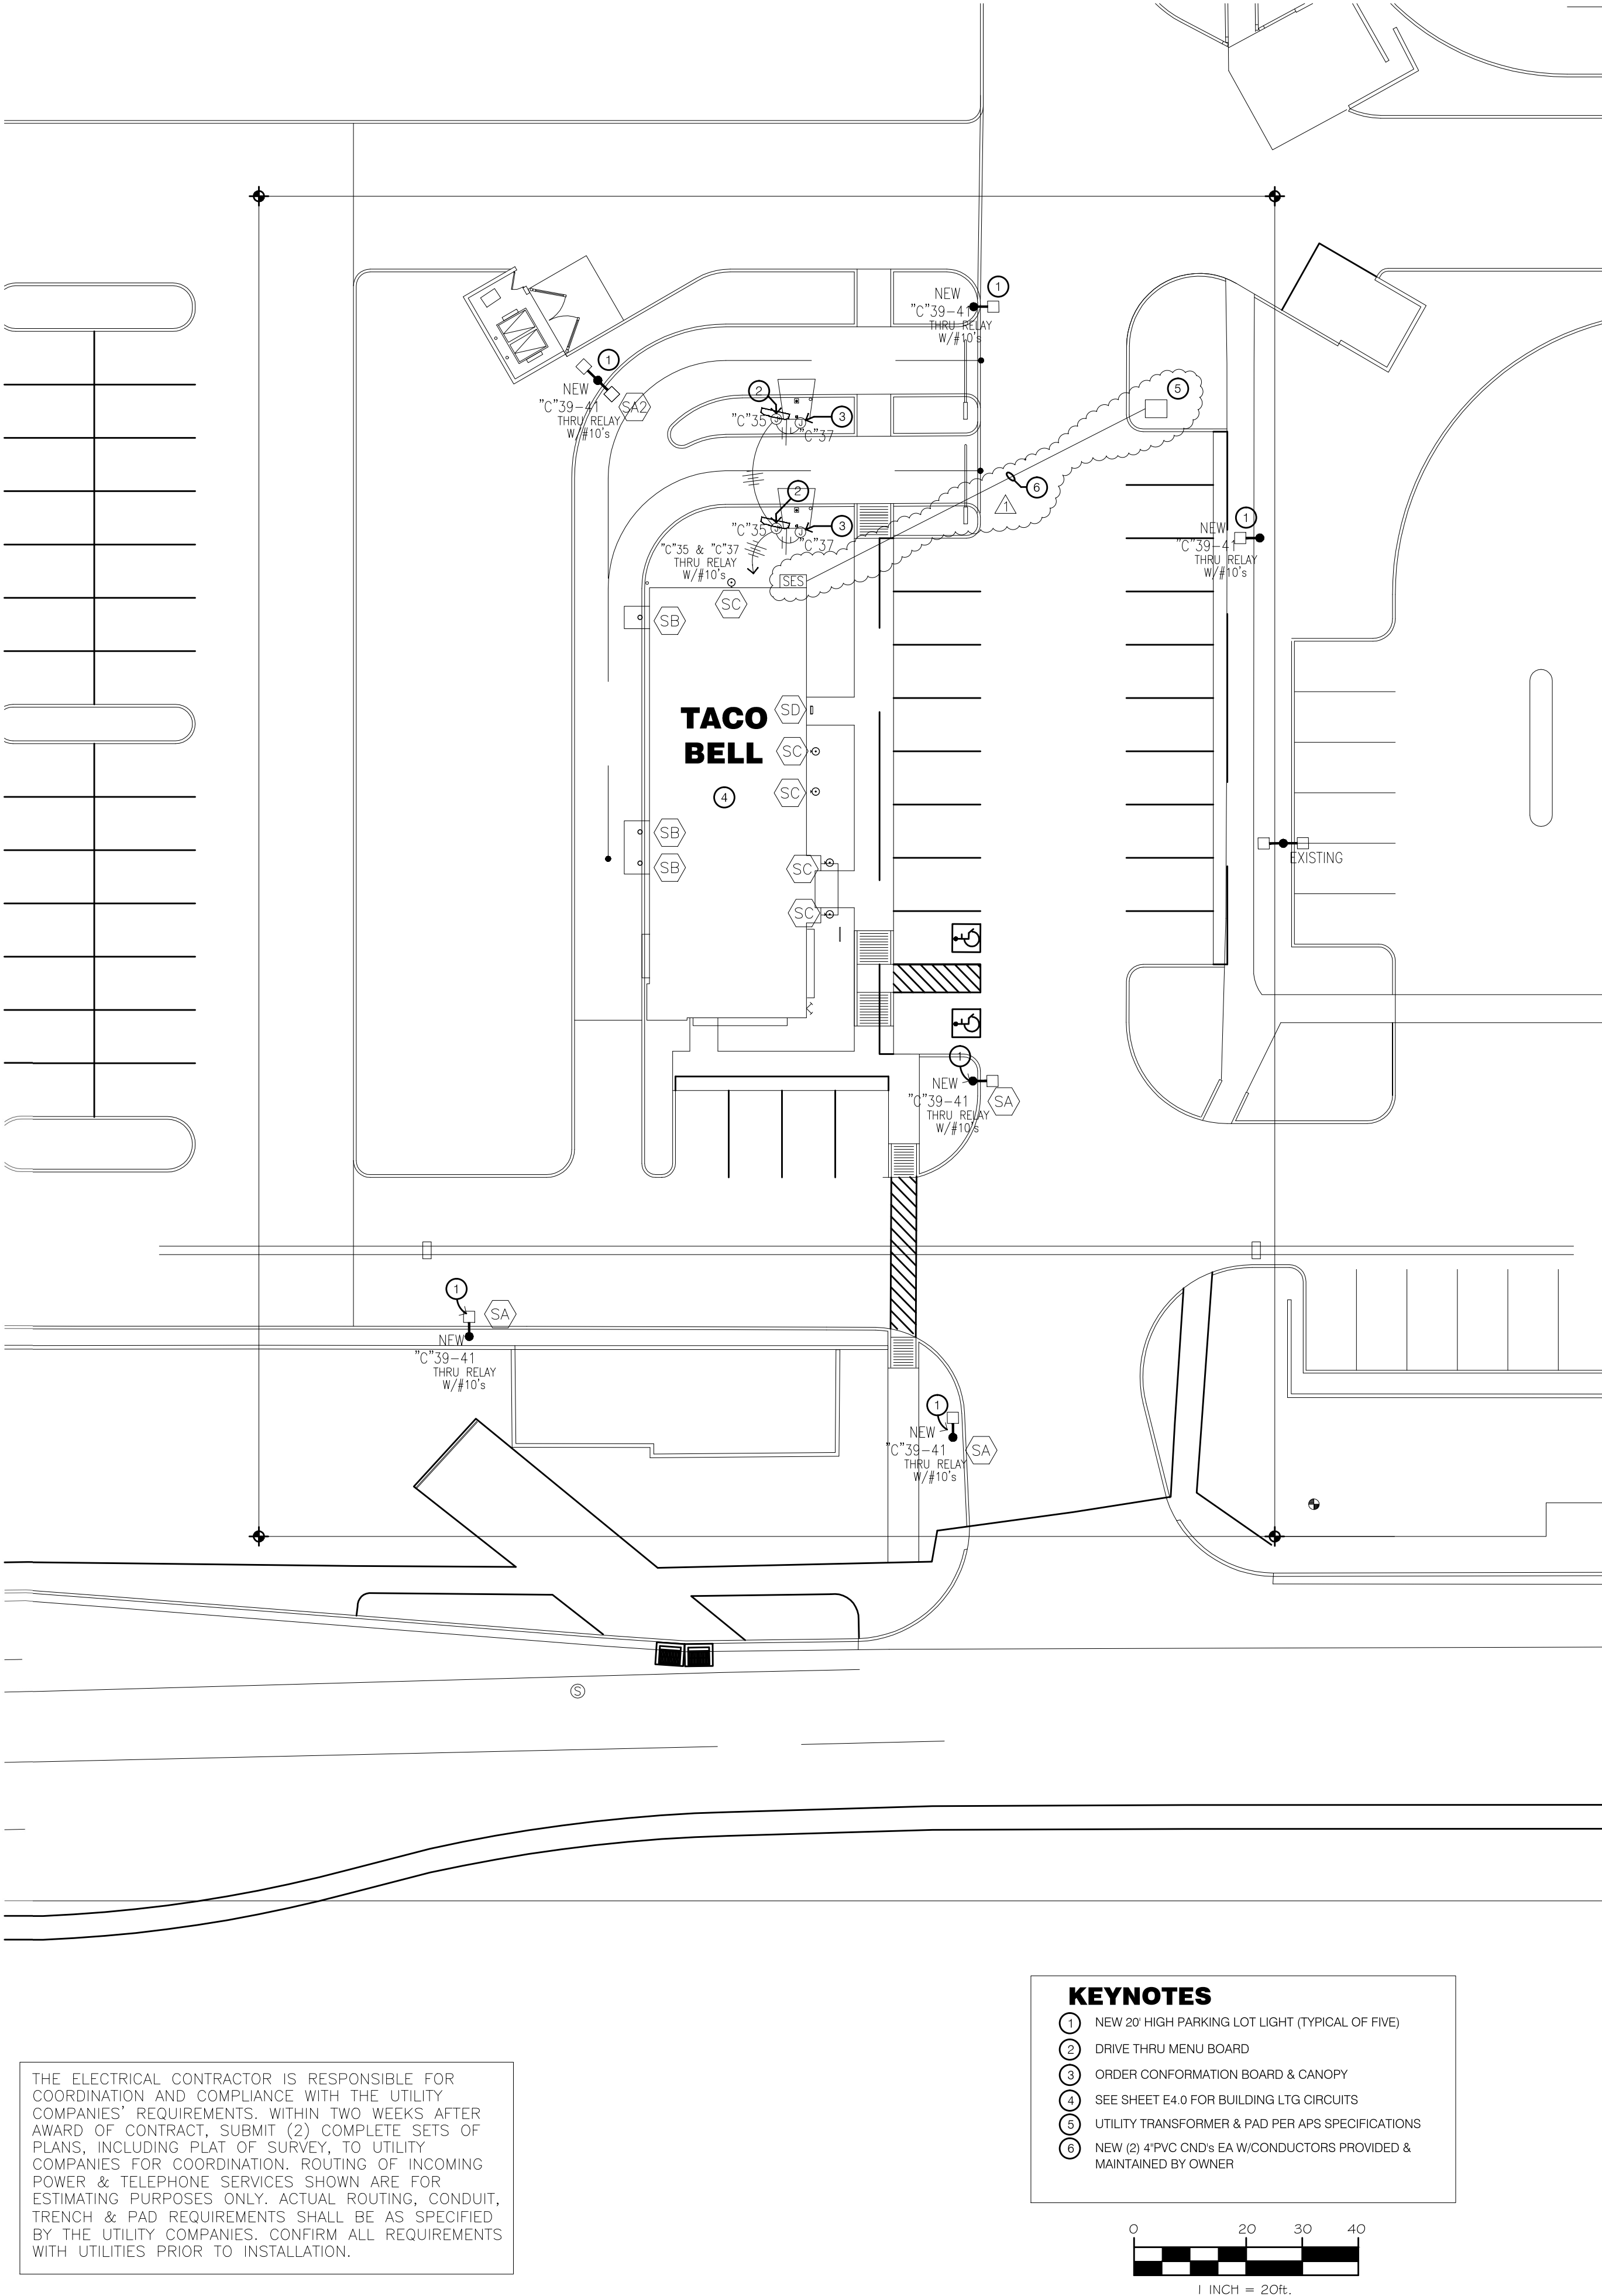 NEW
1
"C"39-41
THRU RELAY
W/#10's
1
NEW
"C"39-41
SA2
THRU RELAY
W/#10's
2
"C"35
J
J
3
"C"37
5
6
1
2
"C"35
J
J
3
"C"37
"C"35 & "C"37
THRU RELAY
W/#10's
SES
SC
SB
1
NEW
"C"39-41
THRU RELAY
W/#10's
TACO
BELL
SD
SC
4
SC
SB
SB
SC
SC
EXISTING
1
NEW
"C"39-41
SA
THRU RELAY
W/#10's
1
SA
NEW
"C"39-41
THRU RELAY
W/#10's
1
NEW
"C"39-41
SA
THRU RELAY
W/#10's
S
KEYNOTES
1 NEW 20' HIGH PARKING LOT LIGHT (TYPICAL OF FIVE)
2 DRIVE THRU MENU BOARD
3 ORDER CONFORMATION BOARD & CANOPY
4 SEE SHEET E4.0 FOR BUILDING LTG CIRCUITS
5 UTILITY TRANSFORMER & PAD PER APS SPECIFICATIONS
6 NEW (2) 4"PVC CND's EA W/CONDUCTORS PROVIDED &
MAINTAINED BY OWNER
THE ELECTRICAL CONTRACTOR IS RESPONSIBLE FOR
COORDINATION AND COMPLIANCE WITH THE UTILITY
COMPANIES' REQUIREMENTS. WITHIN TWO WEEKS AFTER
AWARD OF CONTRACT, SUBMIT (2) COMPLETE SETS OF
PLANS, INCLUDING PLAT OF SURVEY, TO UTILITY
COMPANIES FOR COORDINATION. ROUTING OF INCOMING
POWER & TELEPHONE SERVICES SHOWN ARE FOR
ESTIMATING PURPOSES ONLY. ACTUAL ROUTING, CONDUIT,
TRENCH & PAD REQUIREMENTS SHALL BE AS SPECIFIED
BY THE UTILITY COMPANIES. CONFIRM ALL REQUIREMENTS
WITH UTILITIES PRIOR TO INSTALLATION.
0 20 30 40
1 INCH = 20ft.